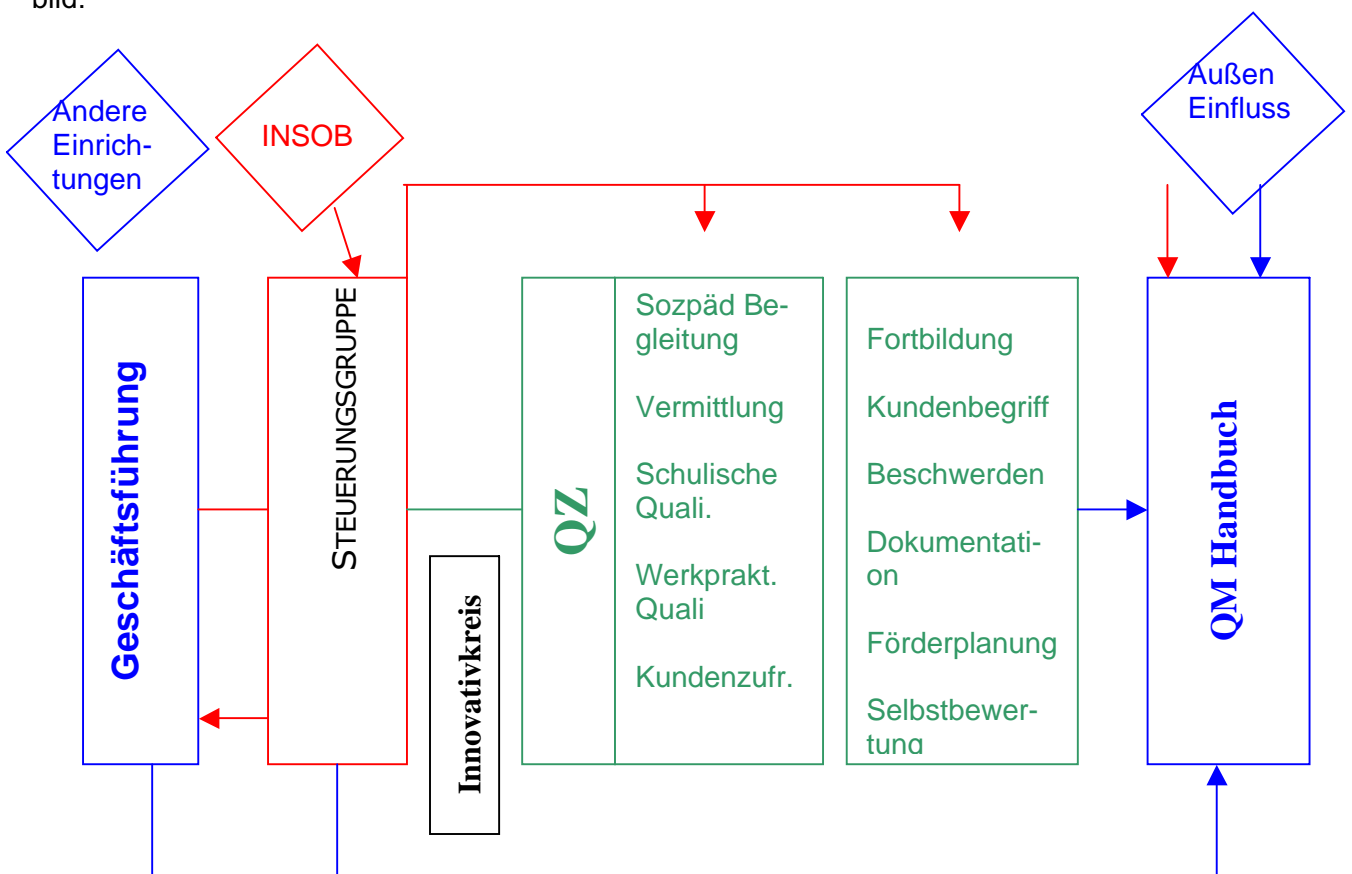 bild.
Andere
Einrich-
tungen
INSOB
Außen
Einfluss
Geschäftsführung
STEUERUNGSGRUPPE
Innovativkreis
QZ
Sozpäd Be-
gleitung
Vermittlung
Schulische
Quali.
Werkprakt.
Quali
Kundenzufr.
Fortbildung
Kundenbegriff
Beschwerden
Dokumentati-
on
Förderplanung
Selbstbewer-
tung
QM Handbuch